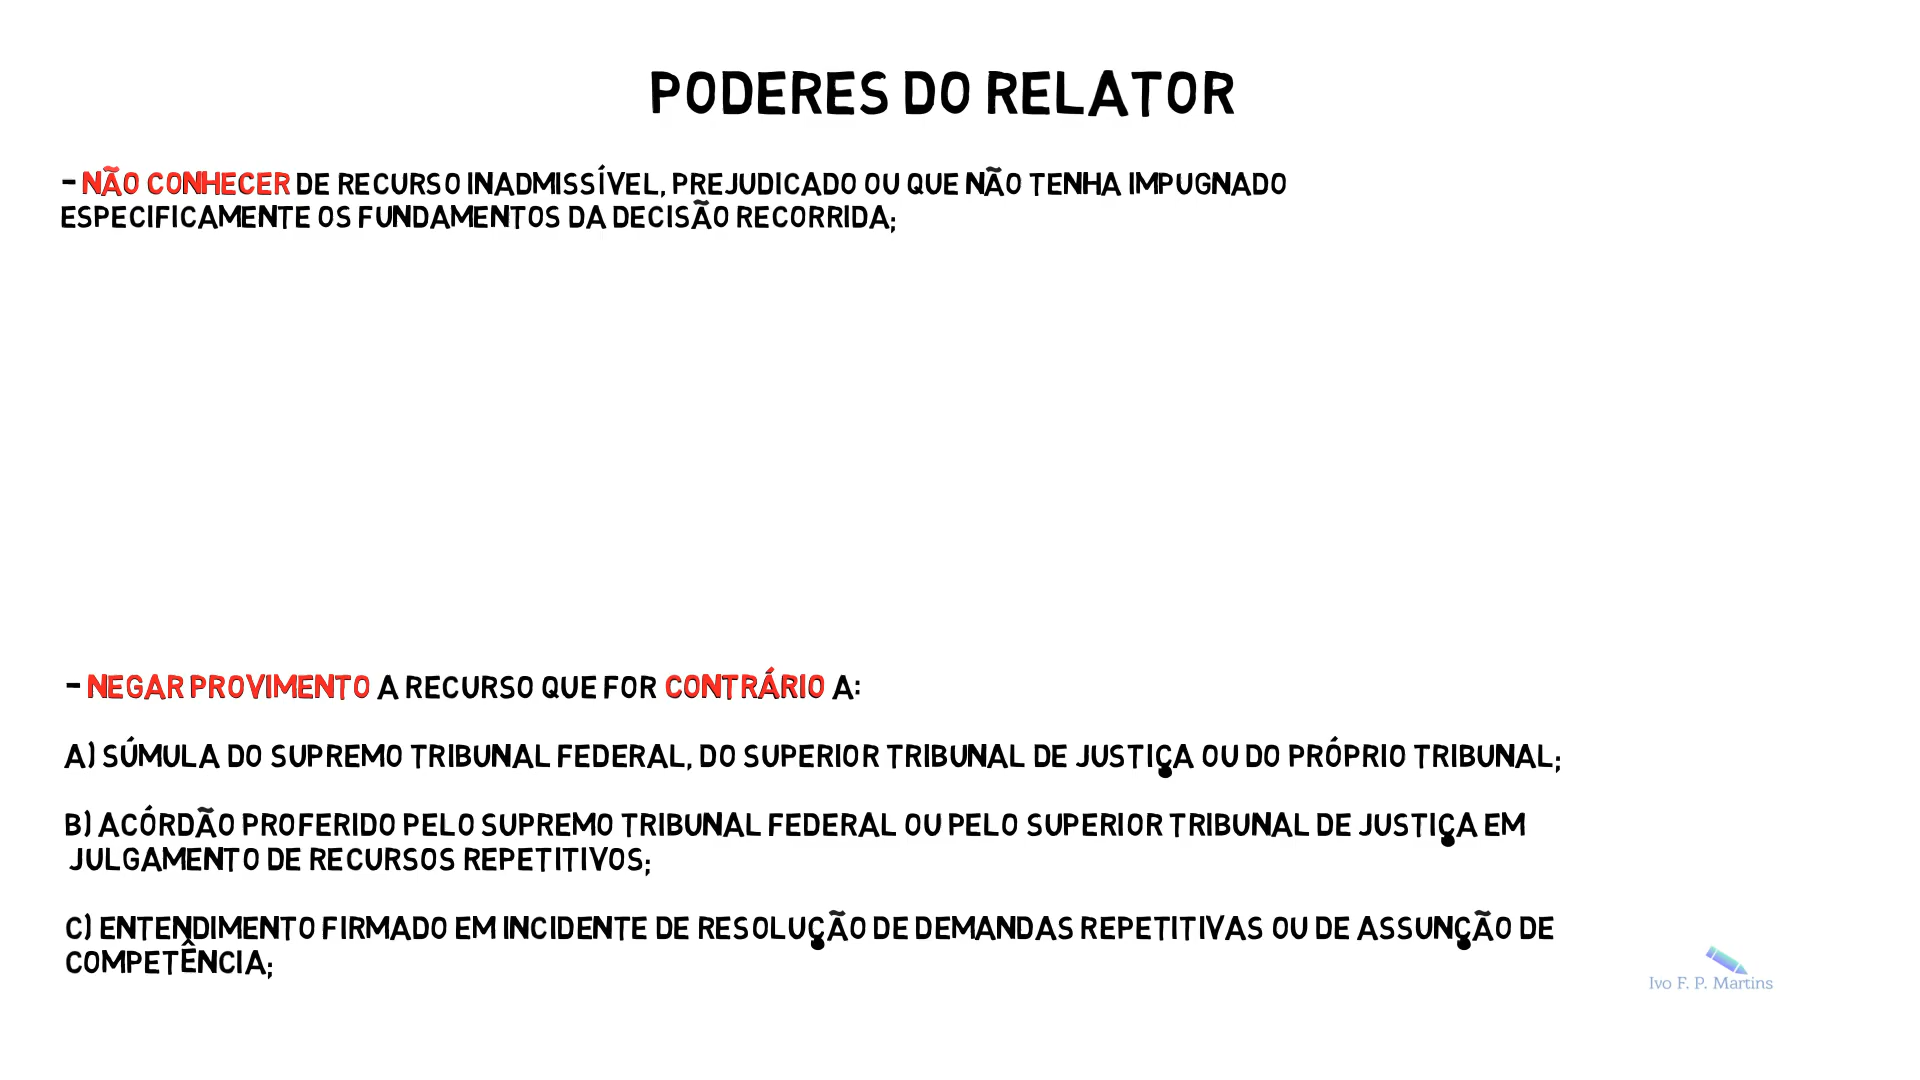 PODERES DO RELATOR
- NÃO CONHECER DE RECURSO INADMISSÍVEL, PREJUDICADO OU QUE NÃO TENHA IMPUGNADO
ESPECIFICAMENTE OS FUNDAMENTOS DA DECISÃO RECORRIDA;
- NEGAR PROVIMENTO A RECURSO QUE FOR CONTRÁRIO A:
A) SÚMULA DO SUPREMO TRIBUNAL FEDERAL, DO SUPERIOR TRIBUNAL DE JUSTIÇA OU DO PRÓPRIO TRIBUNAL;
B) ACÓRDÃO PROFERIDO PELO SUPREMO TRIBUNAL FEDERAL OU PELO SUPERIOR TRIBUNAL DE JUSTIÇA EM
JULGAMENTO DE RECURSOS REPETITIVOS;
C) ENTENDIMENTO FIRMADO EM INCIDENTE DE RESOLUÇÃO DE DEMANDAS REPETITIVAS OU DE ASSUNÇÃO DE
COMPETÊNCIA;
Ivo F. P. Martins